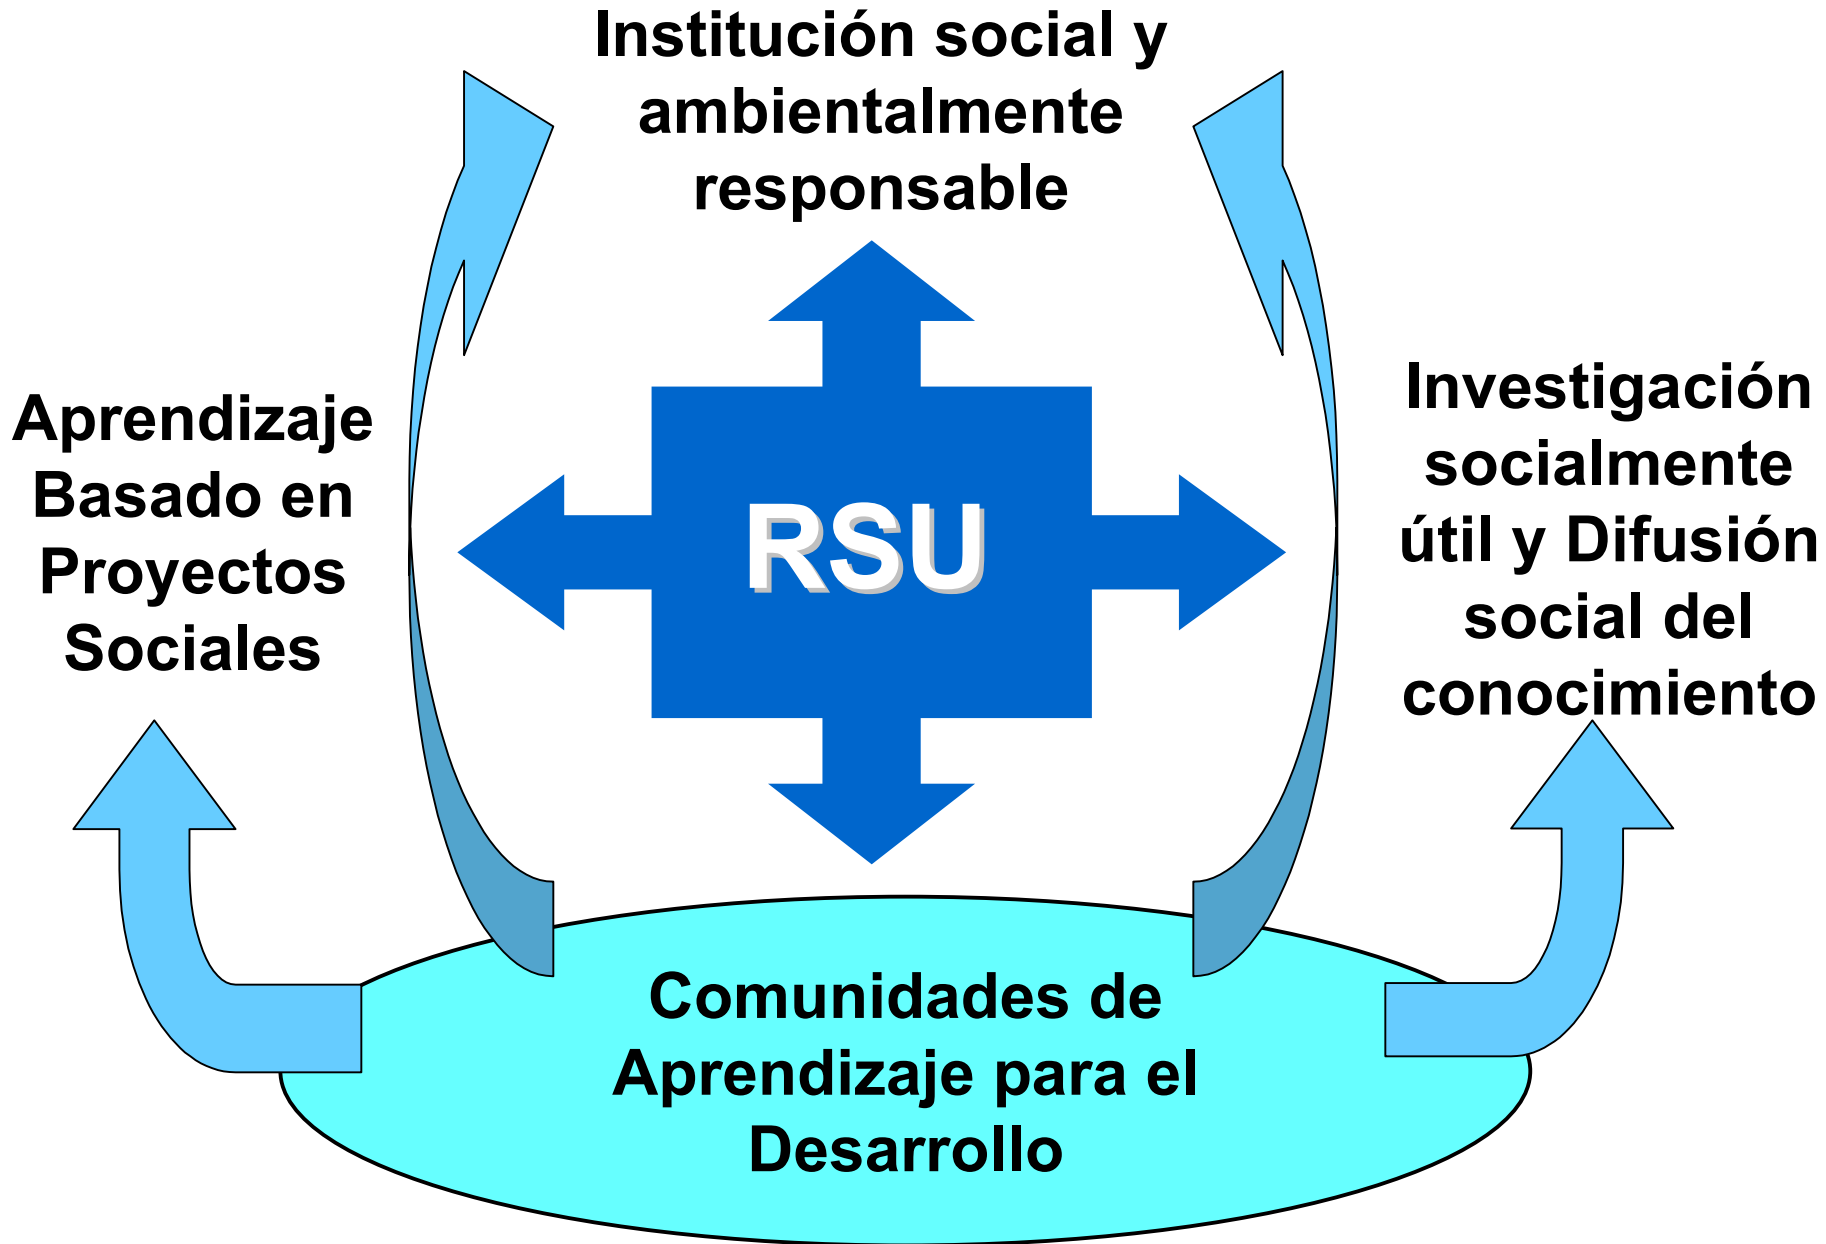 Institución social y
ambientalmente
responsable
Aprendizaje
Basado en
Proyectos
Sociales
RSU
Investigación
socialmente
útil y Difusión
social del
conocimiento
Comunidades de
Aprendizaje para el
Desarrollo